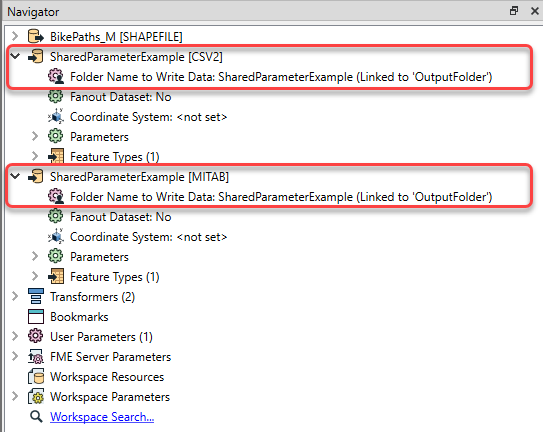 Navigator
BikePaths_M [SHAPEFILE]
SharedParameterExample [CSV2]
Folder Name to Write Data: SharedParameterExample (Linked to 'OutputFolder')
Fanout Dataset: No
Coordinate System: <not set>
Parameters
Feature Types (1)
SharedParameterExample [MITAB]
Folder Name to Write Data: SharedParameterExample (Linked to 'OutputFolder')
Fanout Dataset: No
Coordinate System: <not set>
Parameters
Feature Types (1)
Transformers (2)
Bookmarks
User Parameters (1)
FME Server Parameters
Workspace Resources
Workspace Parameters
Workspace Search...